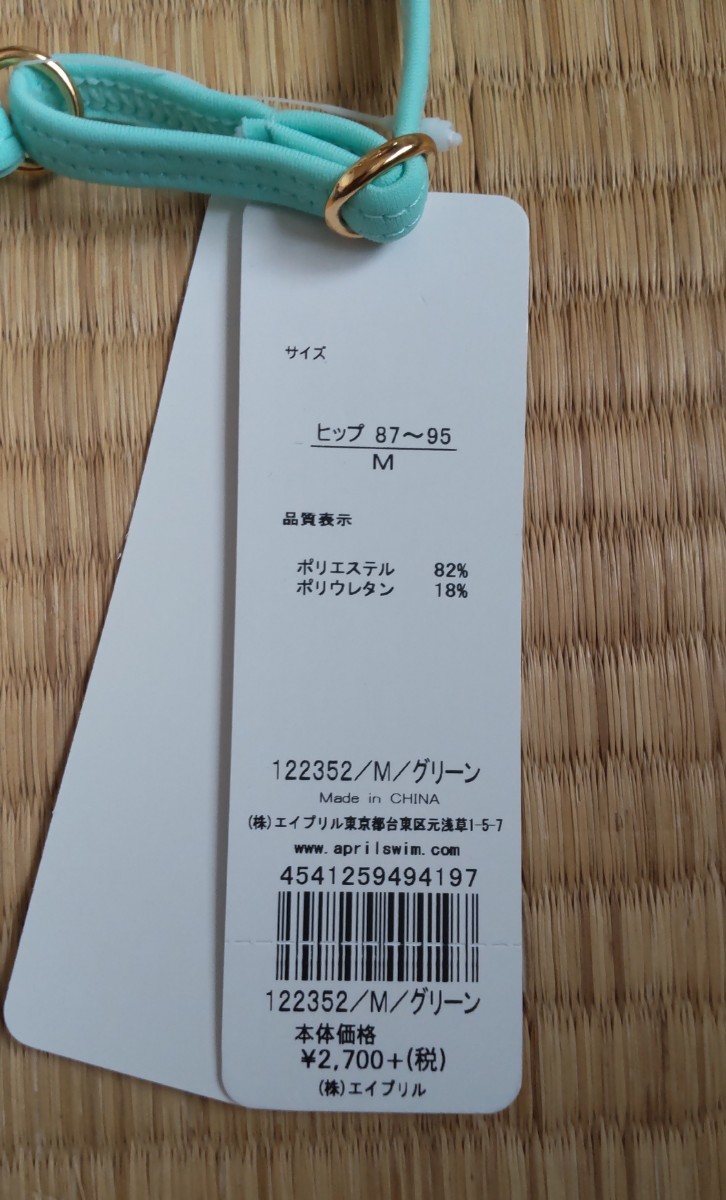 サイズ
ヒップ 87～95
M
品質表示
ポリエステル 82%
ポリウレタン 18%
122352/M/グリーン
Made in CHINA
(株)エイプリル東京都台東区元浅草1-5-7
www.aprilswim.com
4541259494197
122352/M/グリーン
本体価格
¥2,700+(税)
(株)エイプリル